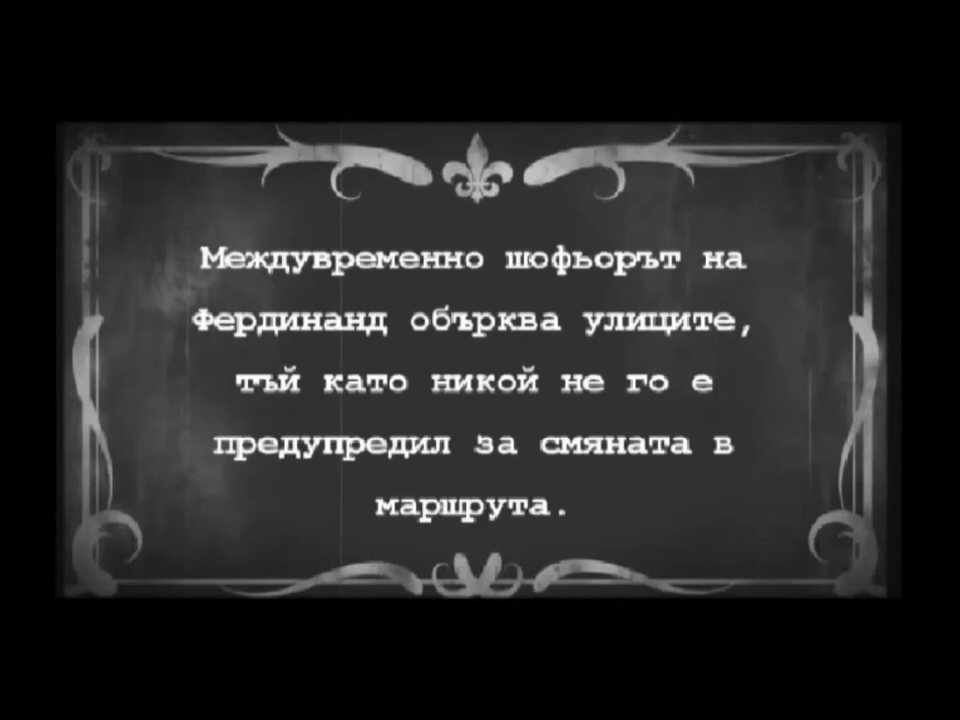 Междувременно шофьорът на
Фердинанд обърква улиците,
тъй като никой не го е
предупредил за смяната в
маршрута.